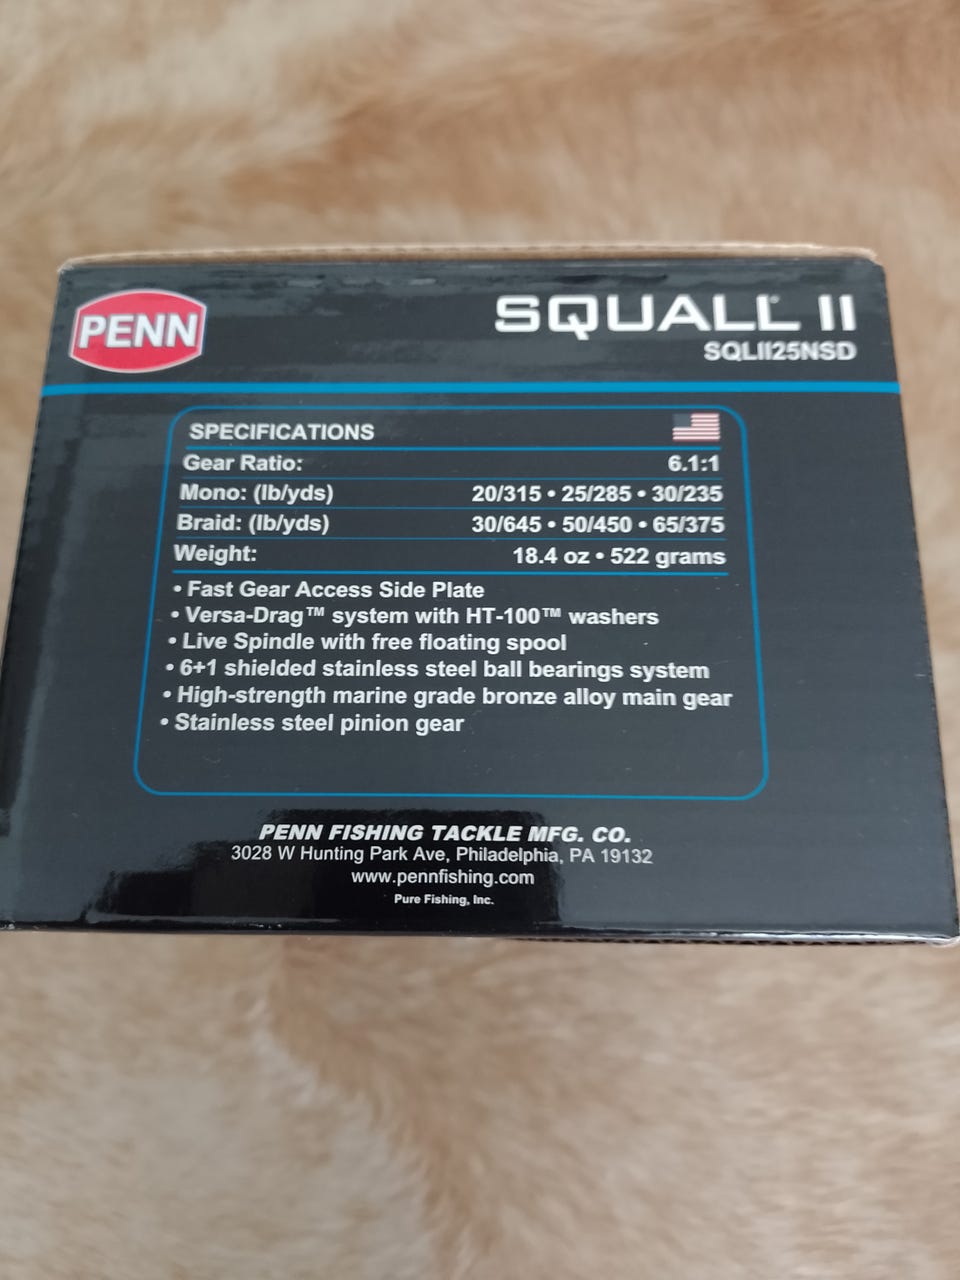 PENN
SQUALL II
SQLII25NSD
SPECIFICATIONS
Gear Ratio: 6.1:1
Mono: (lb/yds) 20/315 • 25/285 • 30/235
Braid: (lb/yds) 30/645 • 50/450 • 65/375
Weight: 18.4 oz • 522 grams
• Fast Gear Access Side Plate
• Versa-Drag™ system with HT-100™ washers
• Live Spindle with free floating spool
• 6+1 shielded stainless steel ball bearings system
• High-strength marine grade bronze alloy main gear
• Stainless steel pinion gear
PENN FISHING TACKLE MFG. CO.
3028 W Hunting Park Ave, Philadelphia, PA 19132
www.pennfishing.com
Pure Fishing, Inc.